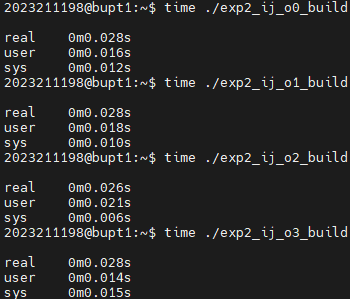 2023211198@bupt1:~$ time ./exp2_ij_o0_build
real 0m0.028s
user 0m0.016s
sys 0m0.012s
2023211198@bupt1:~$ time ./exp2_ij_o1_build
real 0m0.028s
user 0m0.018s
sys 0m0.010s
2023211198@bupt1:~$ time ./exp2_ij_o2_build
real 0m0.026s
user 0m0.021s
sys 0m0.006s
2023211198@bupt1:~$ time ./exp2_ij_o3_build
real 0m0.028s
user 0m0.014s
sys 0m0.015s